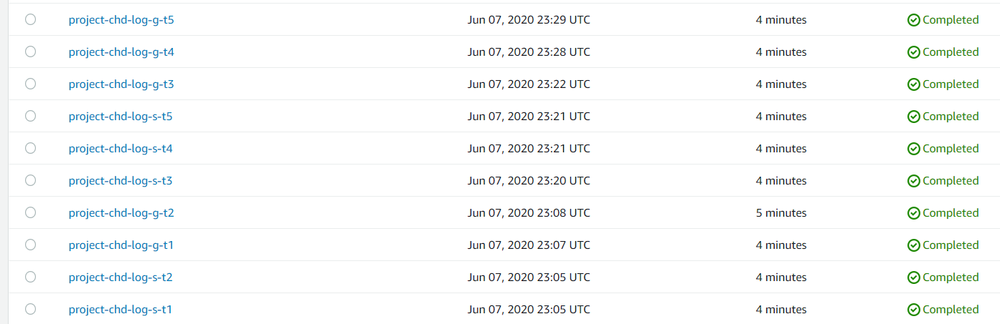 project-chd-log-g-t5 Jun 07, 2020 23:29 UTC 4 minutes Completed
project-chd-log-g-t4 Jun 07, 2020 23:28 UTC 4 minutes Completed
project-chd-log-g-t3 Jun 07, 2020 23:22 UTC 4 minutes Completed
project-chd-log-s-t5 Jun 07, 2020 23:21 UTC 4 minutes Completed
project-chd-log-s-t4 Jun 07, 2020 23:21 UTC 4 minutes Completed
project-chd-log-s-t3 Jun 07, 2020 23:20 UTC 4 minutes Completed
project-chd-log-g-t2 Jun 07, 2020 23:08 UTC 5 minutes Completed
project-chd-log-g-t1 Jun 07, 2020 23:07 UTC 4 minutes Completed
project-chd-log-s-t2 Jun 07, 2020 23:05 UTC 4 minutes Completed
project-chd-log-s-t1 Jun 07, 2020 23:05 UTC 4 minutes Completed